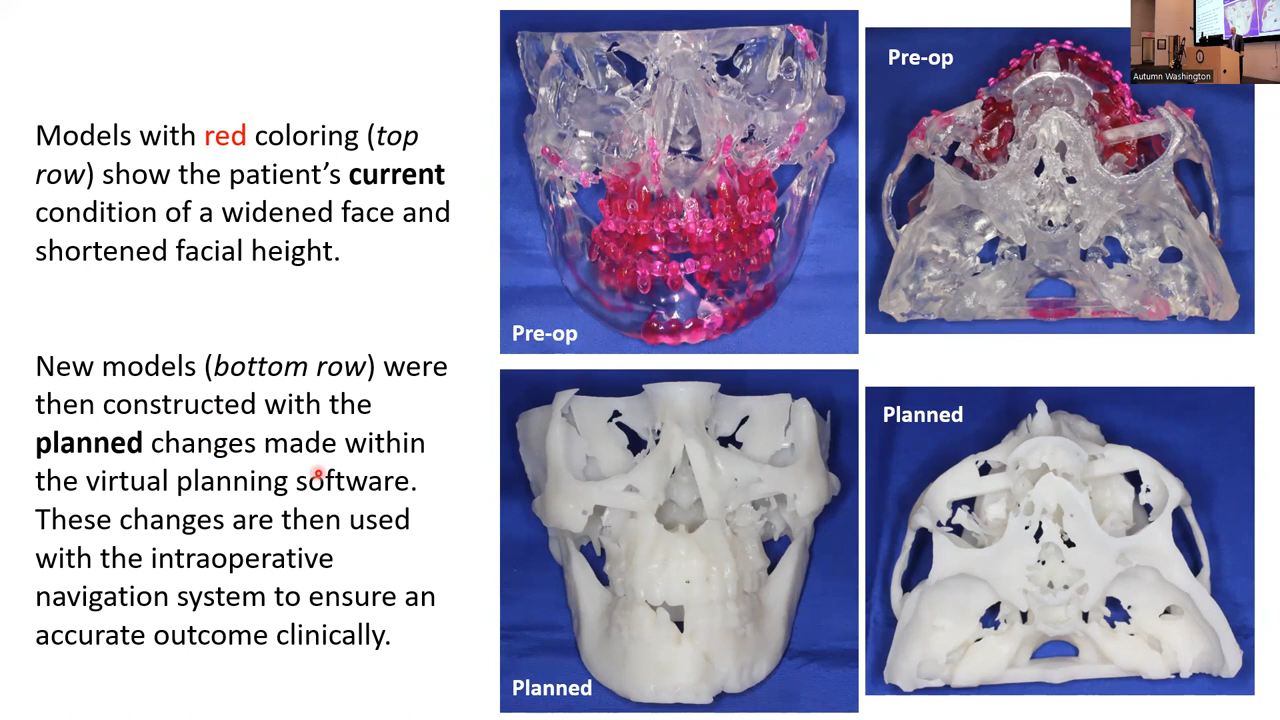 Models with red coloring (top
row) show the patient’s current
condition of a widened face and
shortened facial height.
New models (bottom row) were
then constructed with the
planned changes made within
the virtual planning software.
These changes are then used
with the intraoperative
navigation system to ensure an
accurate outcome clinically.
Pre-op
Pre-op
Autumn Washington
Planned
Planned